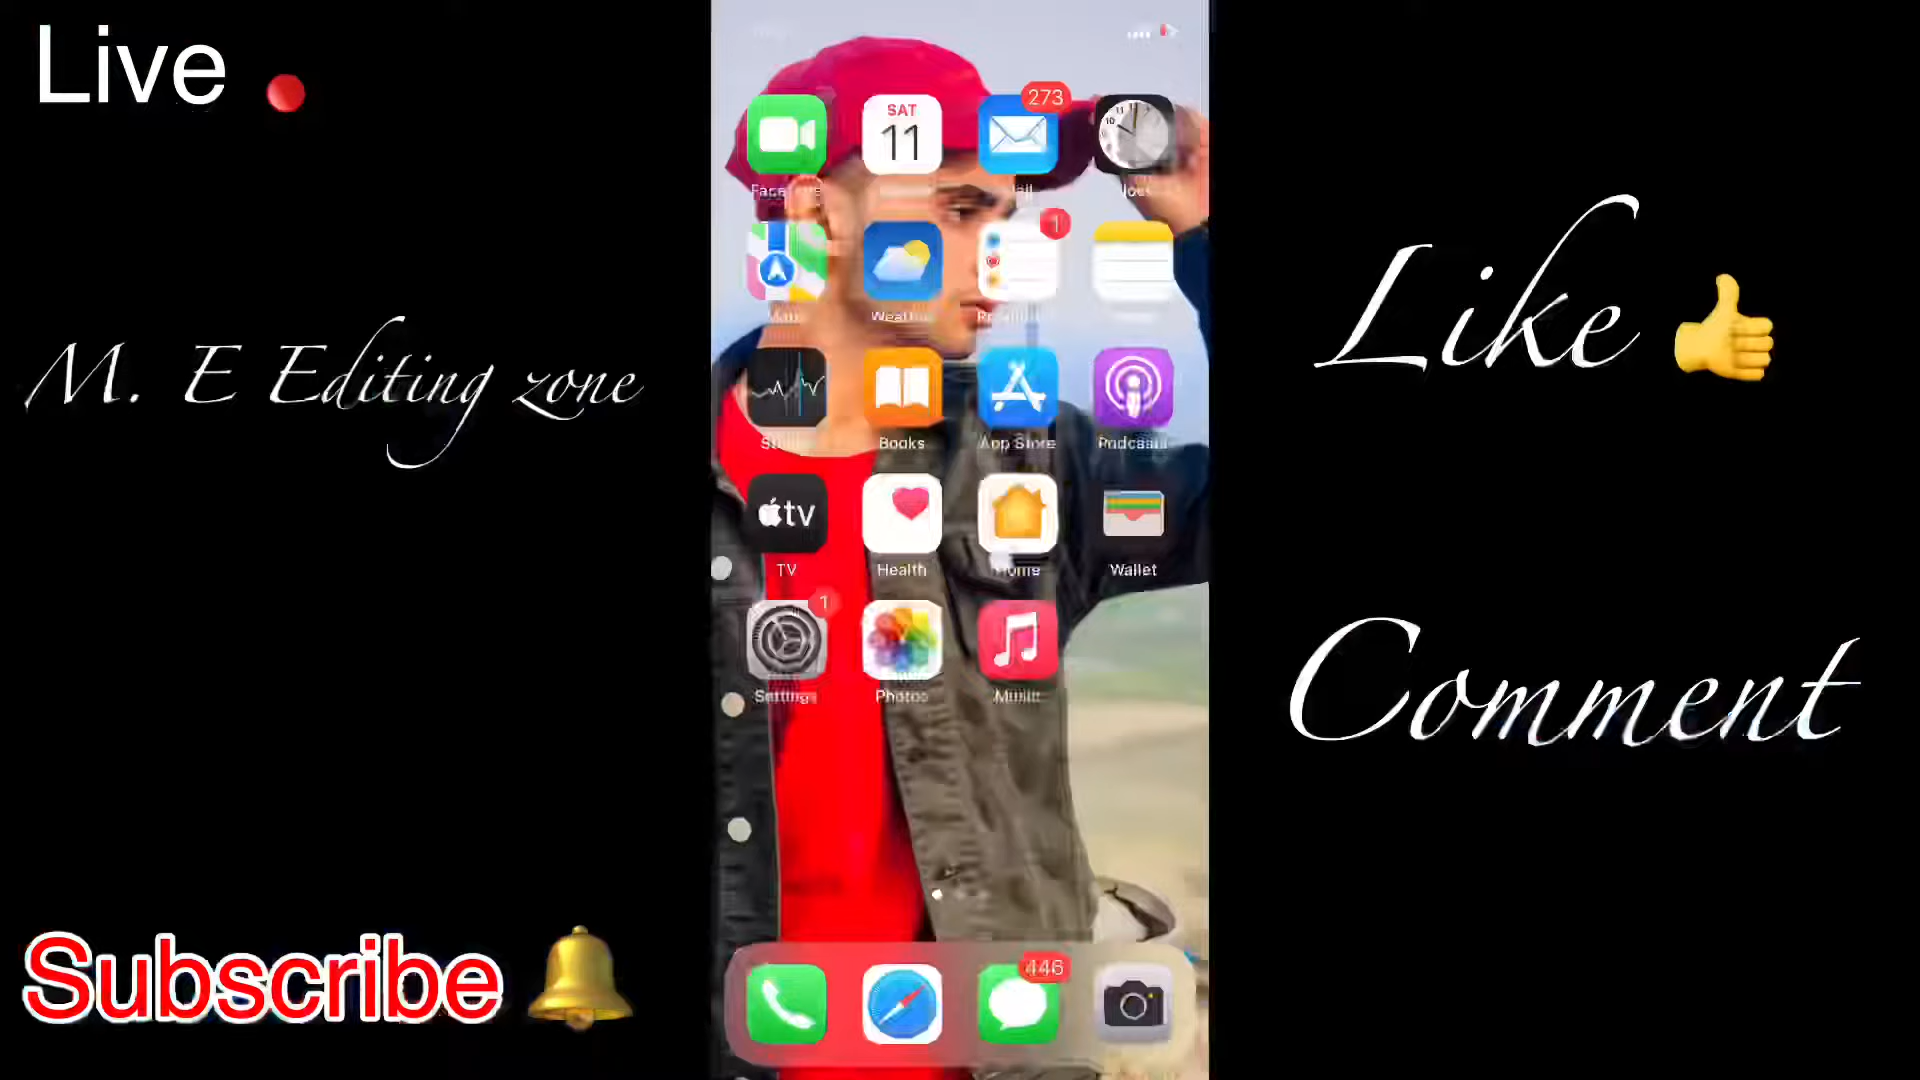 Live
M. E Editing zone
Subscribe
SAT
11
273
1
Books
App Store
tv
TV
Health
Home
Wallet
1
Settings
Photos
446
Like
Comment